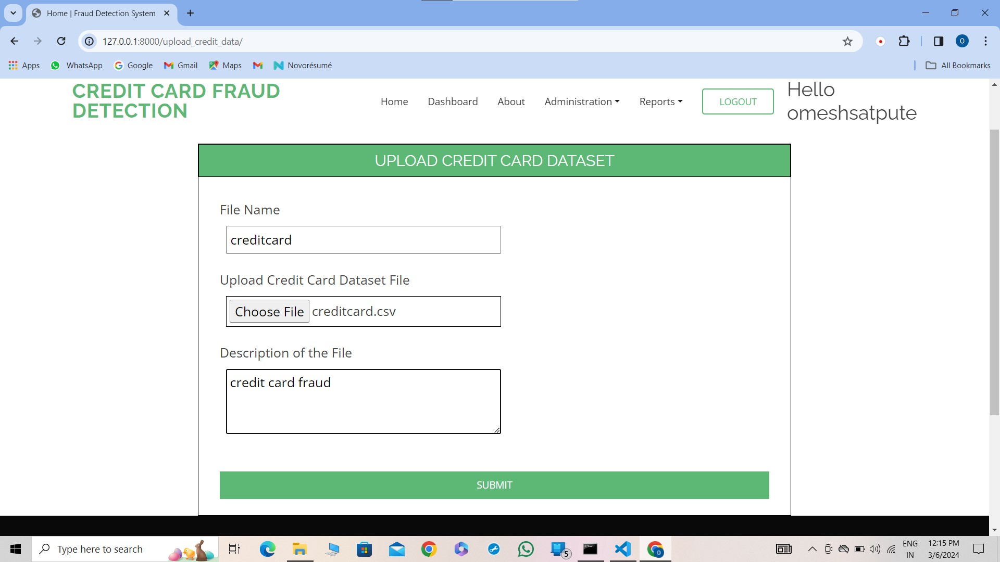 Home | Fraud Detection System
127.0.0.1:8000/upload_credit_data/
O
Apps WhatsApp Google Gmail Maps Novorésumé All Bookmarks
CREDIT CARD FRAUD
DETECTION
Home Dashboard About Administration Reports LOGOUT
Hello
omeshsatpute
UPLOAD CREDIT CARD DATASET
File Name
creditcard
Upload Credit Card Dataset File
Choose File creditcard.csv
Description of the File
credit card fraud
SUBMIT
Type here to search
5
O
ENG
IN
12:15 PM
3/6/2024